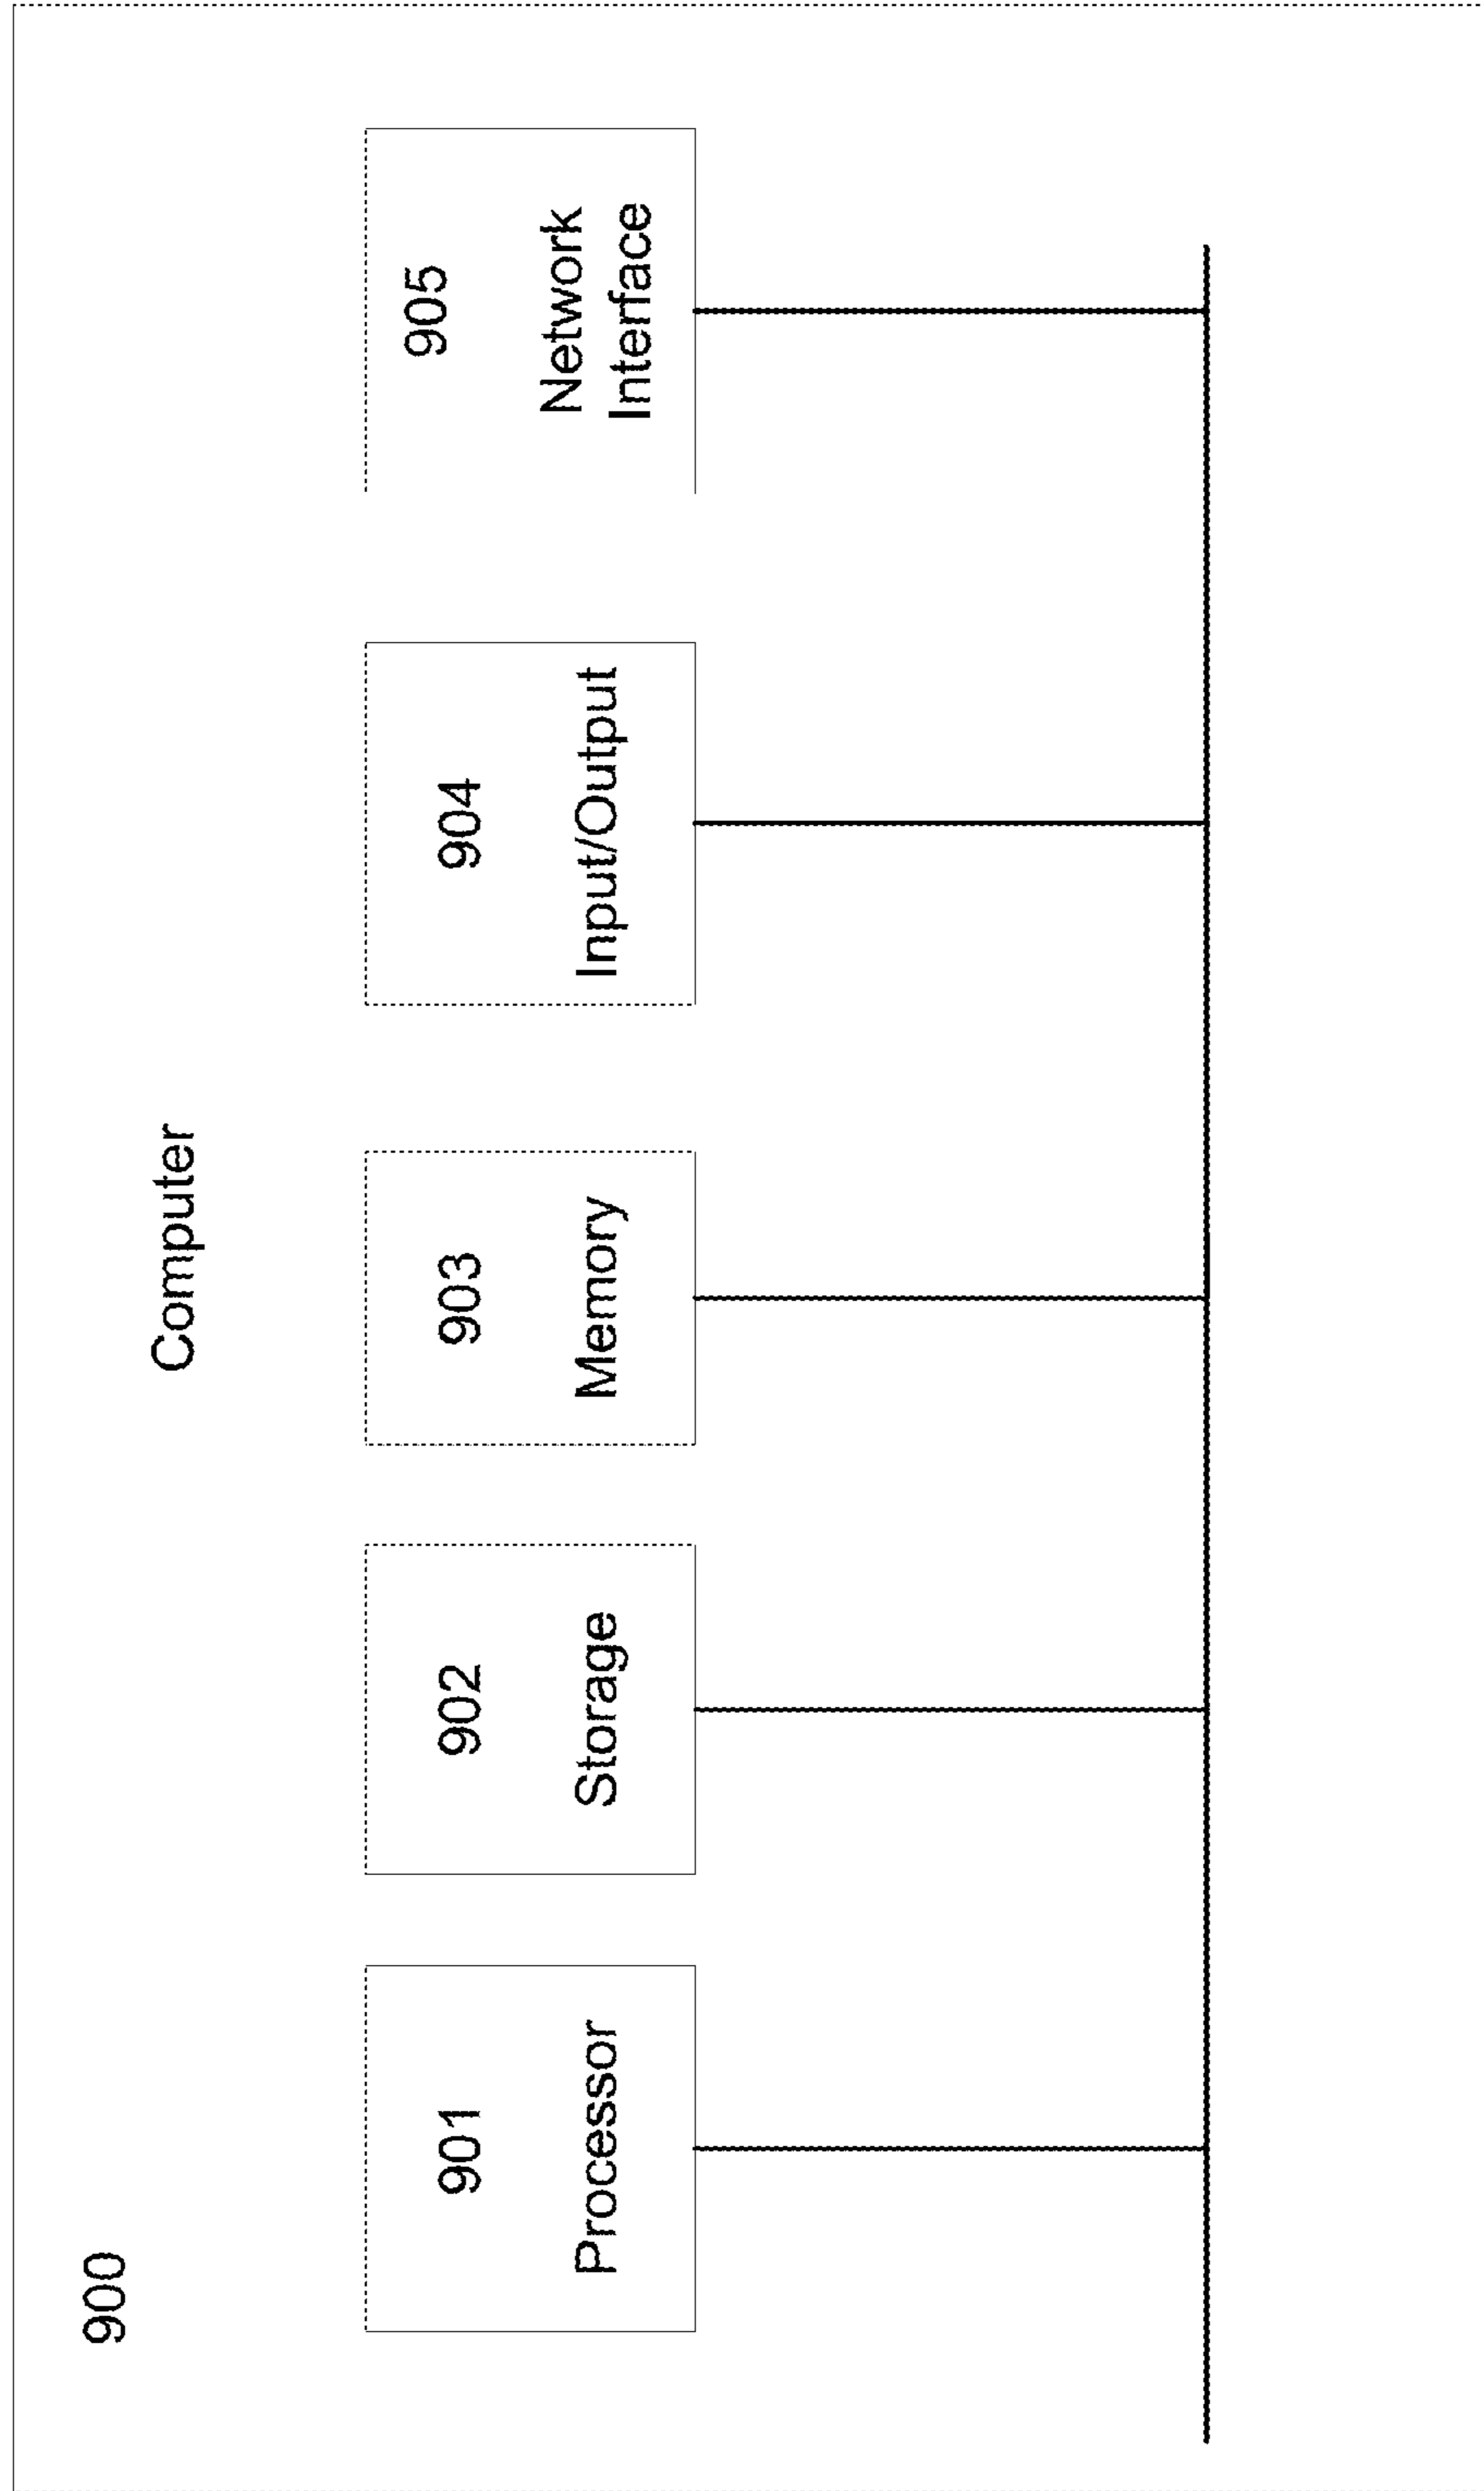 900
Computer
901
Processor
902
Storage
903
Memory
904
Input/Output
905
Network
Interface